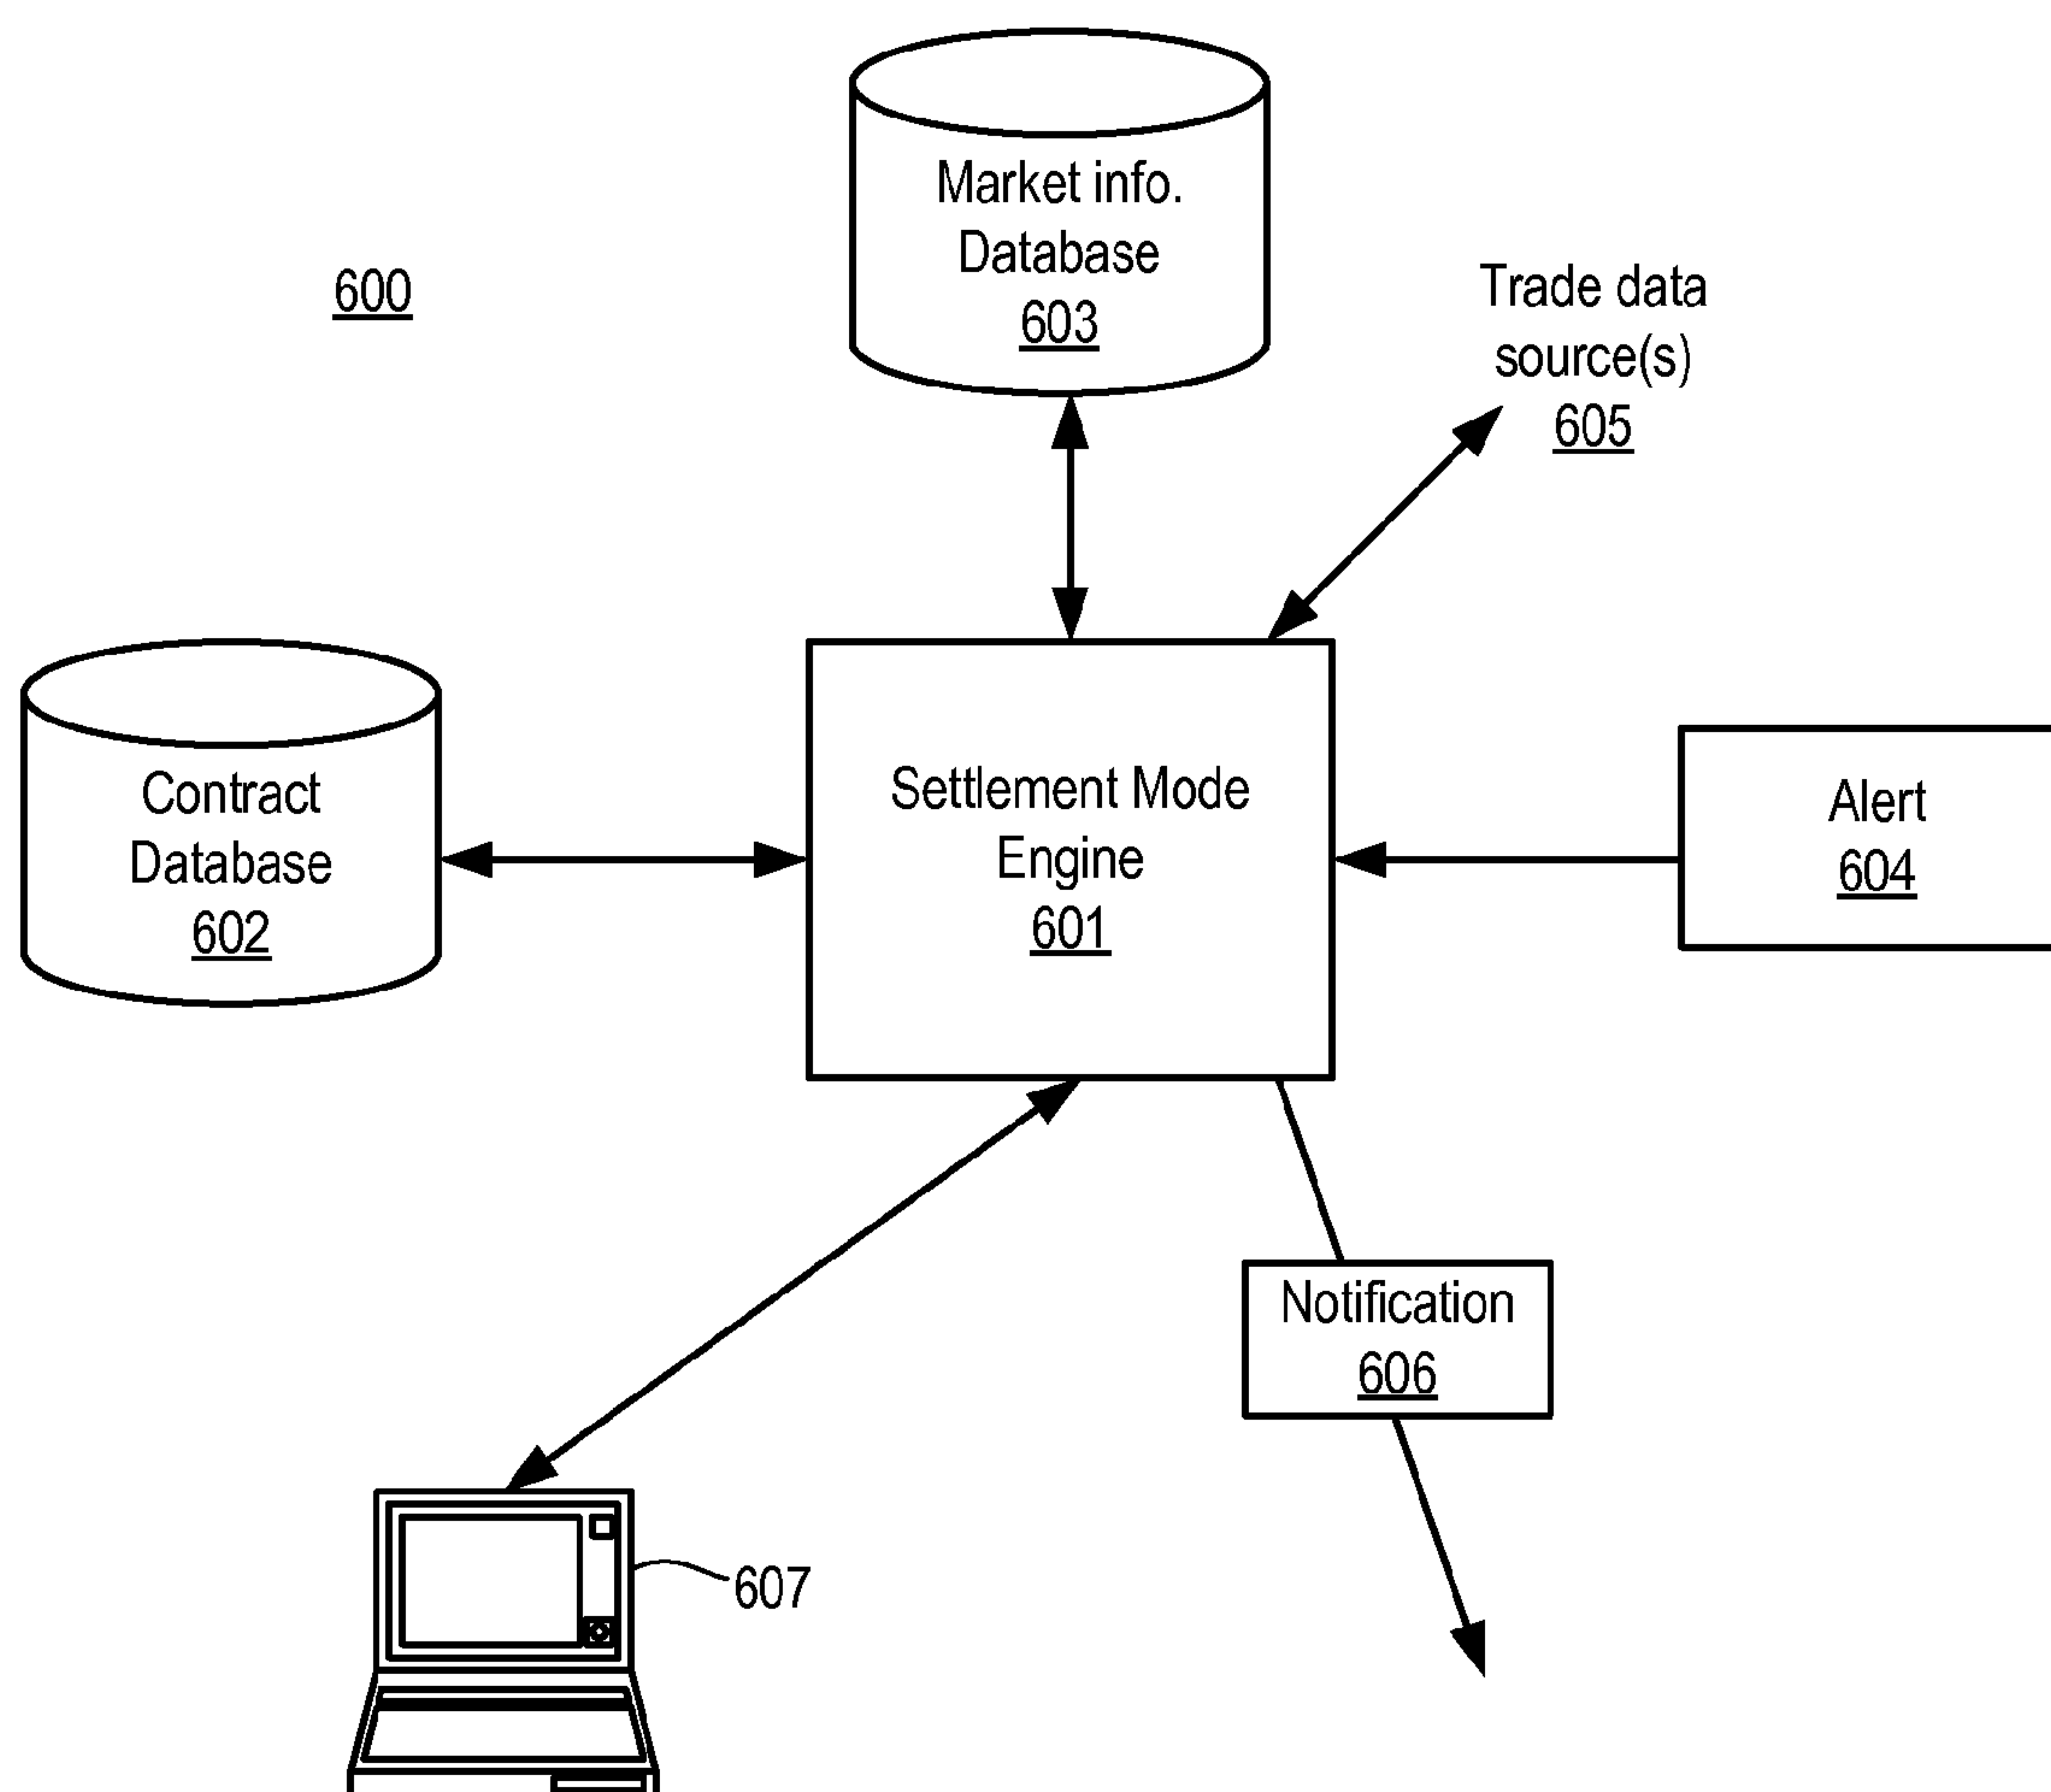 Market info.
Database
603
600
Trade data
source(s)
605
Contract
Database
602
Settlement Mode
Engine
601
Alert
604
Notification
606
607